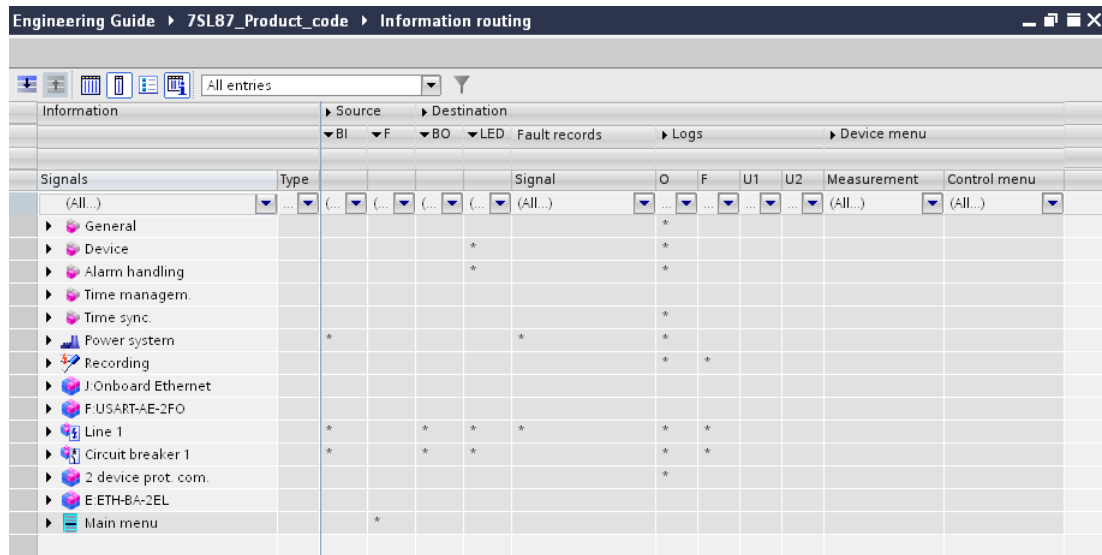 Engineering Guide ▸ 7SL87_Product_code ▸ Information routing
All entries
Information ▸ Source ▸ Destination
▾BI ▾F ▾BO ▾LED Fault records ▸ Logs ▸ Device menu
Signals Type Signal O F U1 U2 Measurement Control menu
(All...) ... (... (... (... (... (All...) ... ... ... ... (All...) (All...)
▸ General *
▸ Device * *
▸ Alarm handling * *
▸ Time managem.
▸ Time sync. *
▸ Power system * * *
▸ Recording * *
▸ J:Onboard Ethernet
▸ F:USART-AE-2FO
▸ Line 1 * * * * * *
▸ Circuit breaker 1 * * * * *
▸ 2 device prot. com. *
▸ E:ETH-BA-2EL
▸ Main menu *